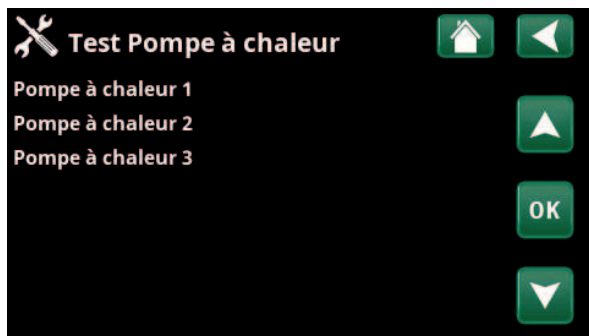 Test Pompe à chaleur
Pompe à chaleur 1
Pompe à chaleur 2
Pompe à chaleur 3
OK